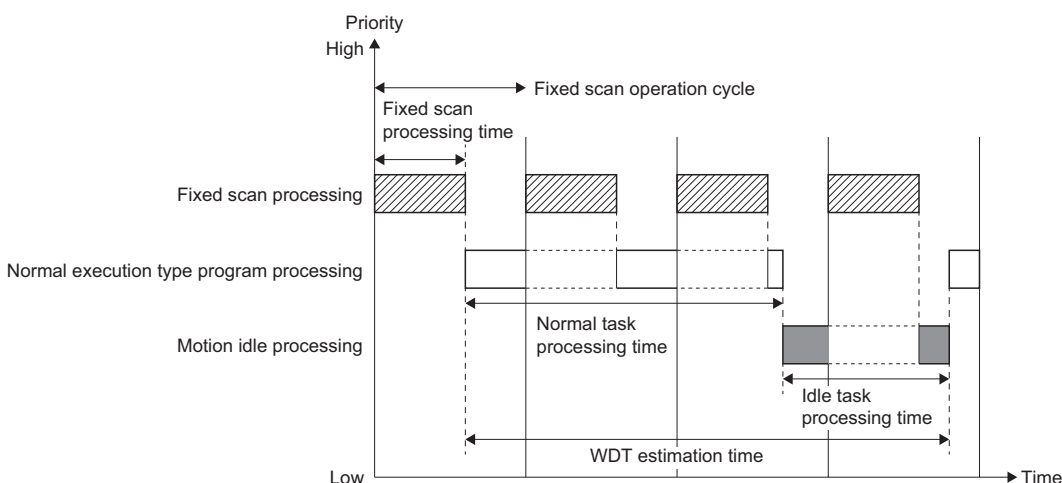 Priority
High
Fixed scan operation cycle
Fixed scan
processing time
Fixed scan processing
Normal execution type program processing
Normal task
processing time
Motion idle processing
Idle task
processing time
WDT estimation time
Low
Time